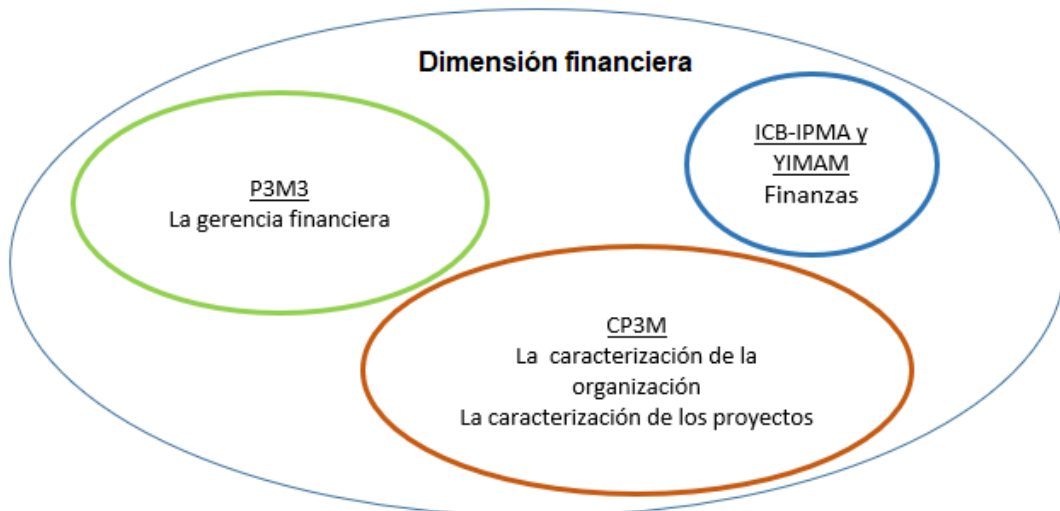 Dimensión financiera
P3M3
La gerencia financiera
ICB-IPMA y
YIMAM
Finanzas
CP3M
La caracterización de la
organización
La caracterización de los proyectos